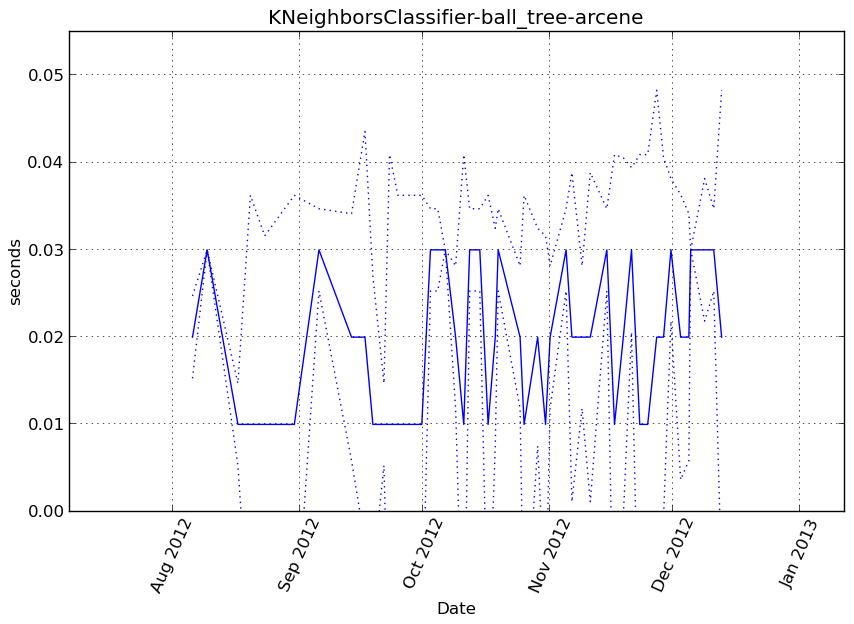 KNeighborsClassifier-ball_tree-arcene
0.05
0.04
0.03
0.02
0.01
0.00
seconds
Aug 2012
Sep 2012
Oct 2012
Nov 2012
Dec 2012
Jan 2013
Date